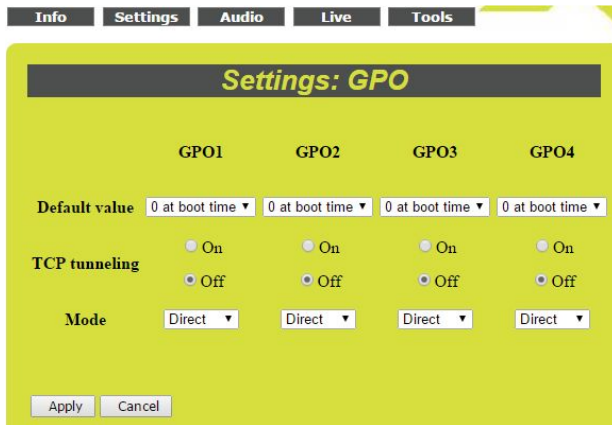 Info Settings Audio Live Tools
Settings: GPO
GPO1 GPO2 GPO3 GPO4
Default value 0 at boot time 0 at boot time 0 at boot time 0 at boot time
On On On On
TCP tunneling
Off Off Off Off
Mode Direct Direct Direct Direct
Apply Cancel